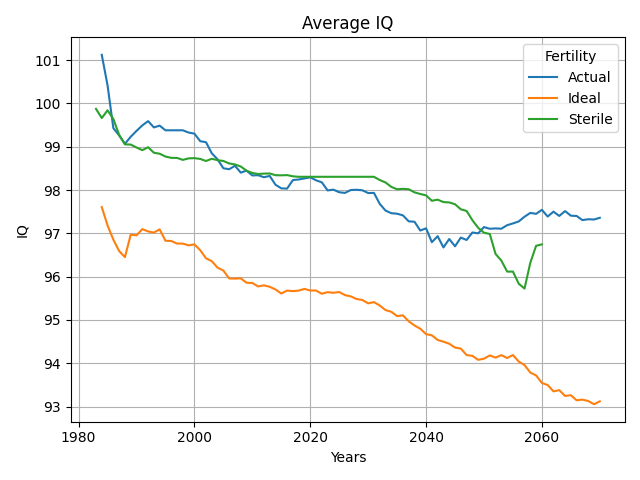 Average IQ
Fertility
Actual
Ideal
Sterile
IQ
101
100
99
98
97
96
95
94
93
1980
2000
2020
2040
2060
Years